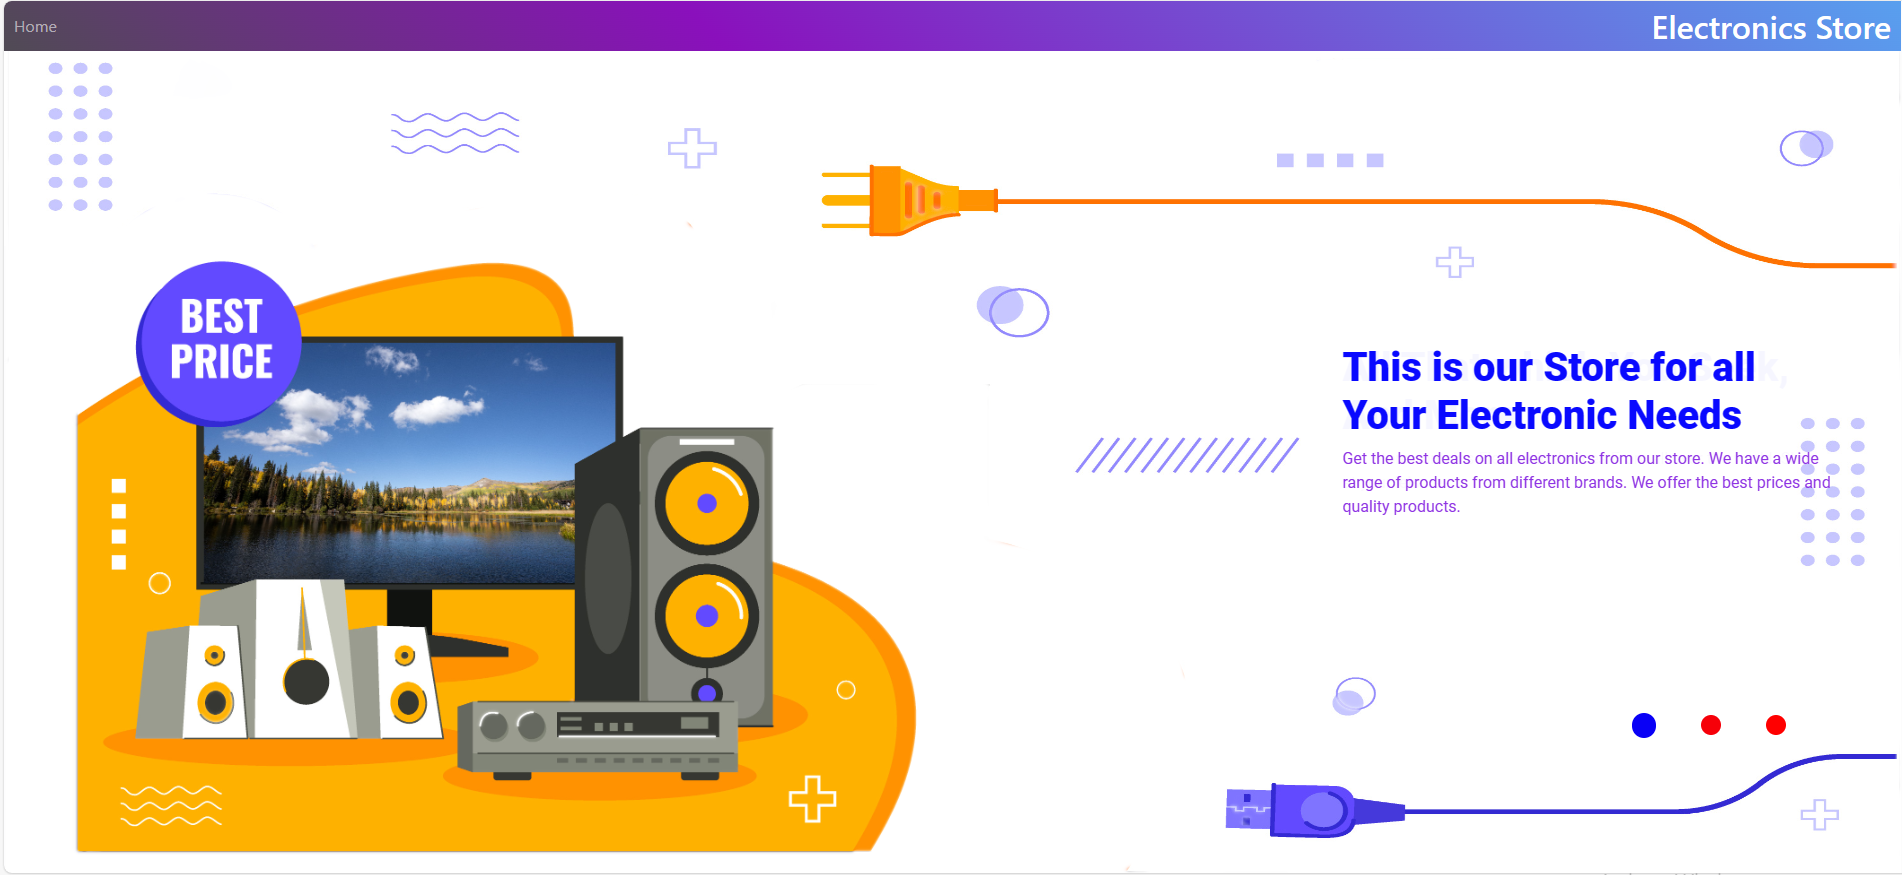 Home
Electronics Store
BEST
PRICE
This is our Store for all
Your Electronic Needs
Get the best deals on all electronics from our store. We have a wide
range of products from different brands. We offer the best prices and
quality products.